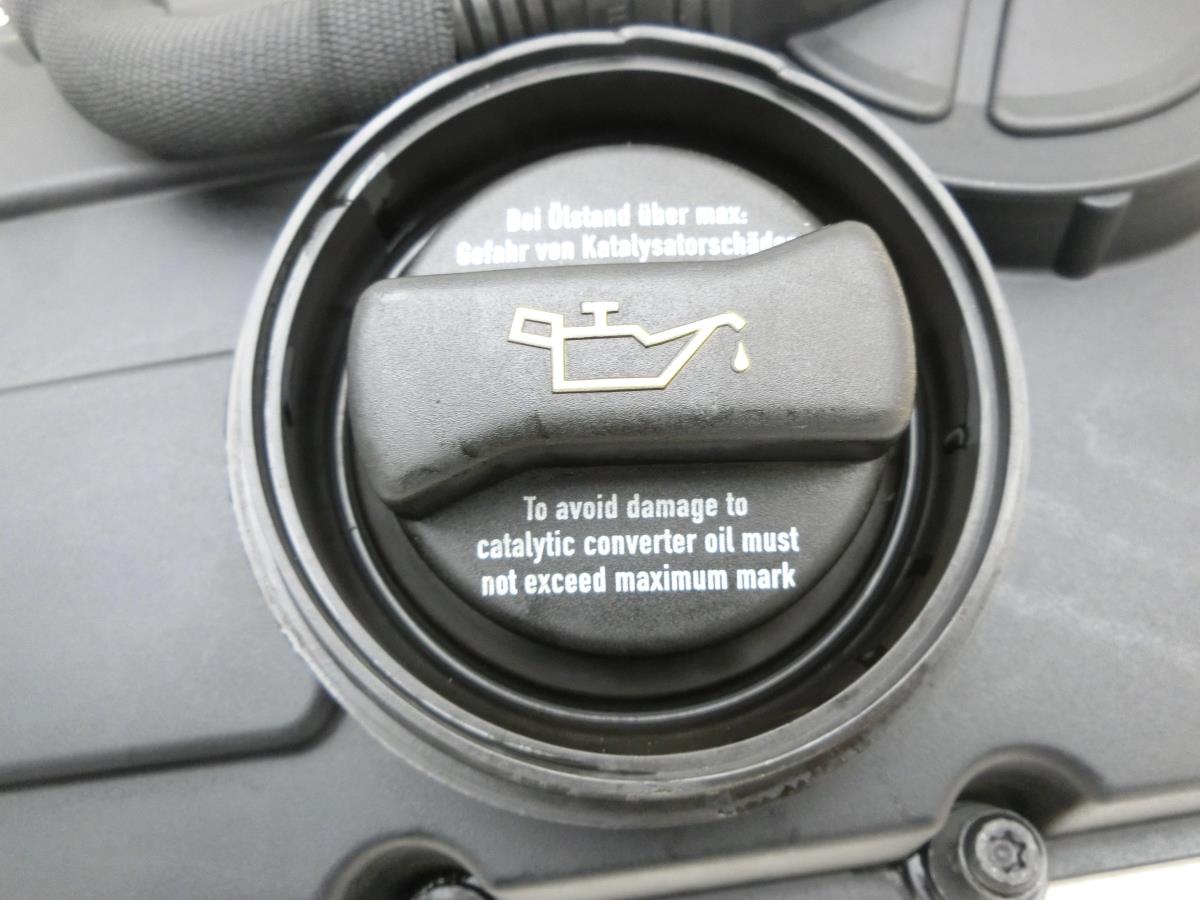 Bei Ölstand über max:
Gefahr von Katalysatorschäden
To avoid damage to
catalytic converter oil must
not exceed maximum mark